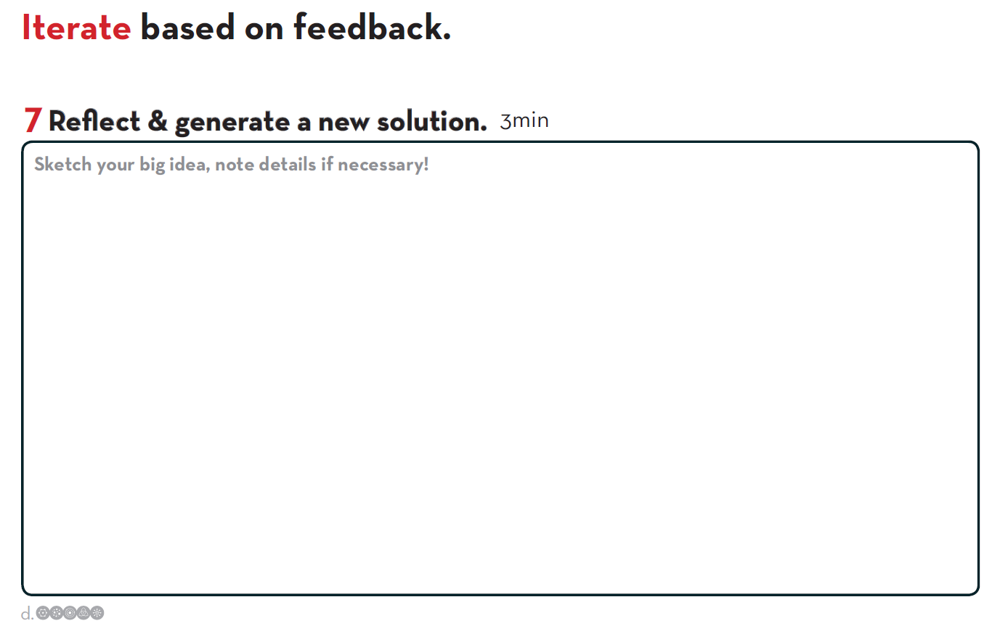 Iterate based on feedback.
7 Reflect & generate a new solution. 3min
Sketch your big idea, note details if necessary!
d.